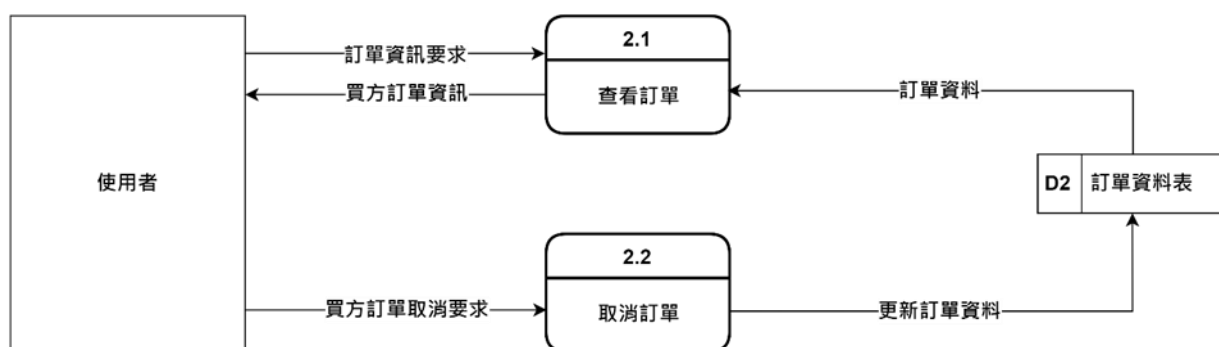 2.1
訂單資訊要求
買方訂單資訊
查看訂單
訂單資料
使用者
D2 訂單資料表
2.2
買方訂單取消要求
取消訂單
更新訂單資料